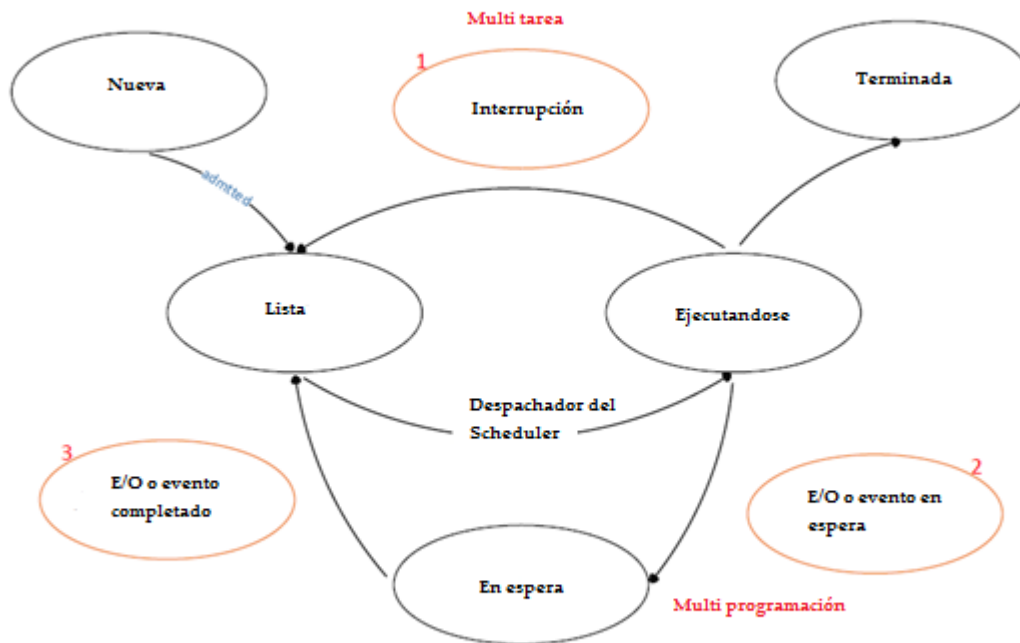 Multi tarea
Nueva
1
Interrupción
Terminada
admtted
Lista
Ejecutandose
Despachador del
Scheduler
3
E/O o evento
completado
2
E/O o evento en
espera
En espera
Multi programación